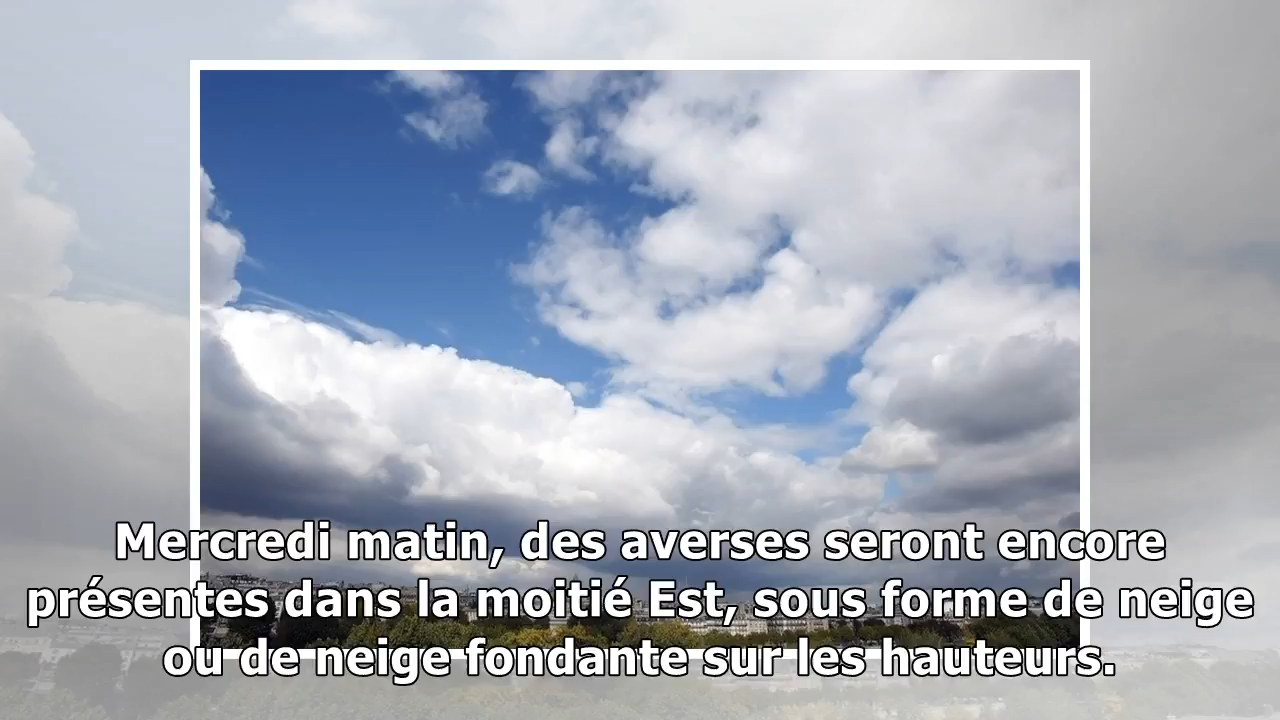 Mercredi matin, des averses seront encore
présentes dans la moitié Est, sous forme de neige
ou de neige fondante sur les hauteurs.